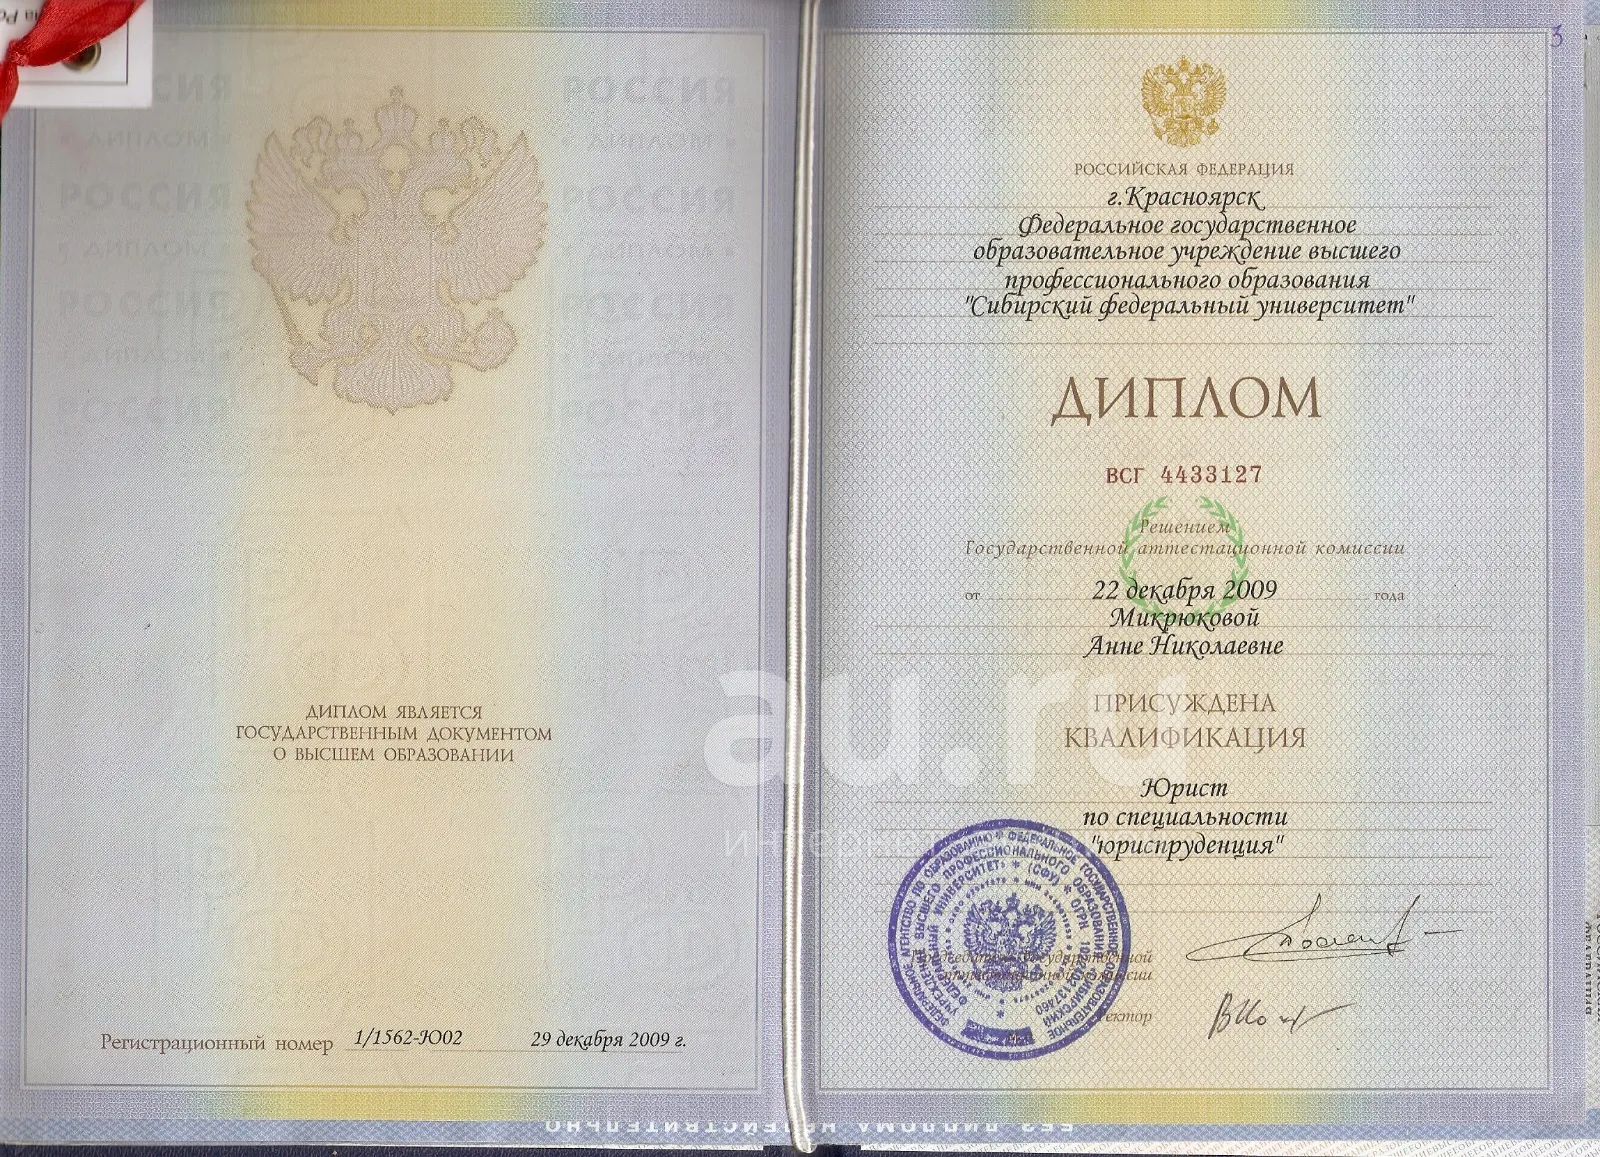 РОССИЯ
ДИПЛОМ
РОССИЯ
ДИПЛОМ
РОССИЯ
РОССИЯ
ДИПЛОМ ЯВЛЯЕТСЯ
ГОСУДАРСТВЕННЫМ ДОКУМЕНТОМ
О ВЫСШЕМ ОБРАЗОВАНИИ
Регистрационный номер 1/1562-Ю02 29 декабря 2009 г.
3
РОССИЙСКАЯ ФЕДЕРАЦИЯ
г.Красноярск
Федеральное государственное
образовательное учреждение высшего
профессионального образования
"Сибирский федеральный университет"
ДИПЛОМ
ВСГ 4433127
Решением
Государственной аттестационной комиссии
от 22 декабря 2009 года
Микрюковой
Анне Николаевне
au.ru
ПРИСУЖДЕНА
КВАЛИФИКАЦИЯ
Юрист
по специальности
"юриспруденция"
Председатель Государственной
аттестационной комиссии
Ректор